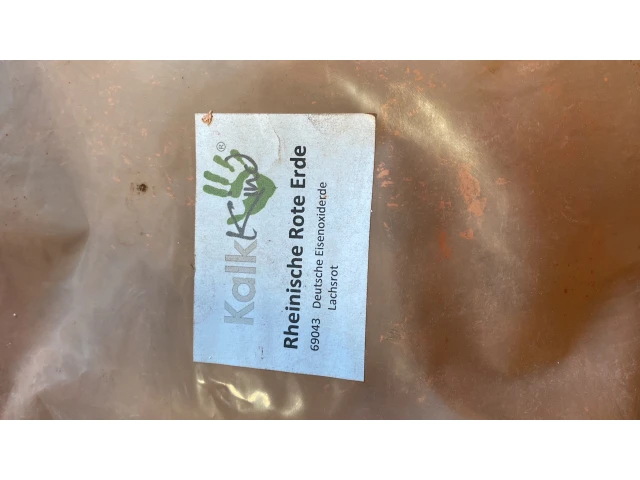 KalkKind®
Rheinische Rote Erde
69043 Deutsche Eisenoxiderde
Lachsrot